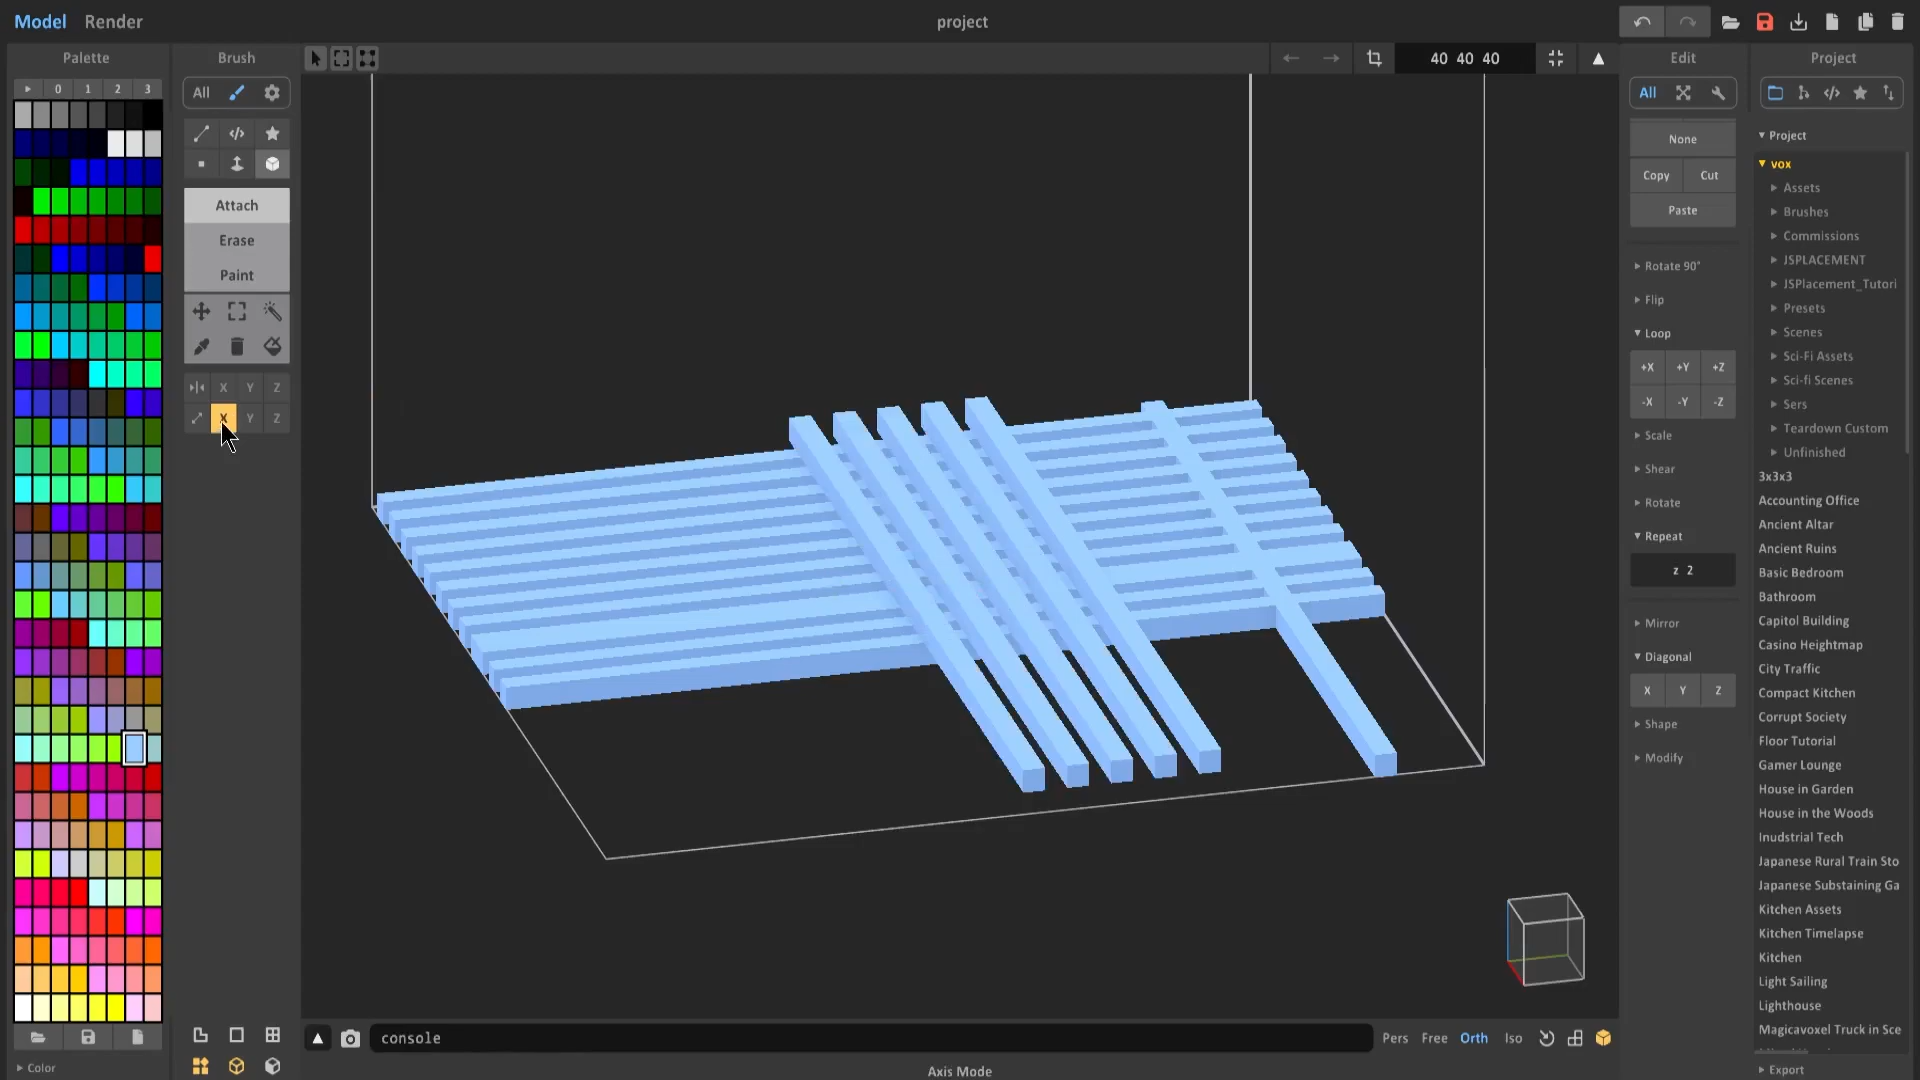 Model Render
project
40 40 40
Palette
0 1 2 3
Color
Brush
All
Attach
Erase
Paint
X Y Z
X Y Z
console
Pers Free Orth Iso
Axis Mode
Edit
All
None
Copy Cut
Paste
Rotate 90°
Flip
Loop
+X +Y +Z
-X -Y -Z
Scale
Shear
Rotate
Repeat
z 2
Mirror
Diagonal
X Y Z
Shape
Modify
Project
Project
vox
Assets
Brushes
Commissions
JSPLACEMENT
JSPlacement_Tutori
Presets
Scenes
Sci-Fi Assets
Sci-fi Scenes
Sers
Teardown Custom
Unfinished
3x3x3
Accounting Office
Ancient Altar
Ancient Ruins
Basic Bedroom
Bathroom
Capitol Building
Casino Heightmap
City Traffic
Compact Kitchen
Corrupt Society
Floor Tutorial
Gamer Lounge
House in Garden
House in the Woods
Inudstrial Tech
Japanese Rural Train Sto
Japanese Substaining Ga
Kitchen Assets
Kitchen Timelapse
Kitchen
Light Sailing
Lighthouse
Magicavoxel Truck in Sce
Export